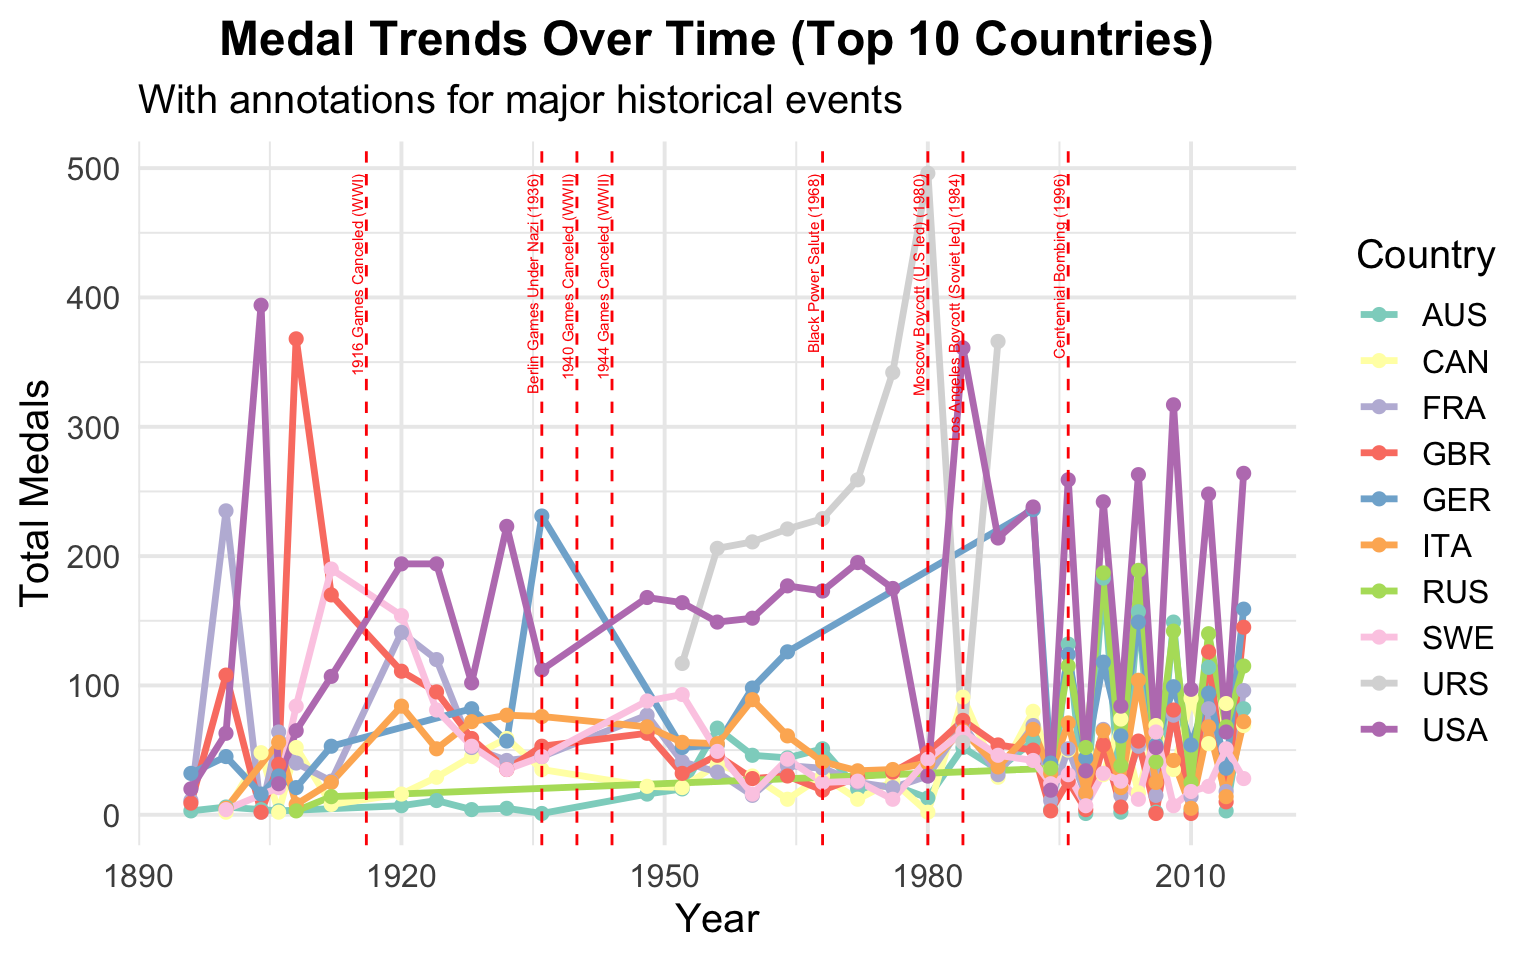 Medal Trends Over Time (Top 10 Countries)
With annotations for major historical events
Total Medals
500
400
300
200
100
0
1916 Games Canceled (WWI)
Berlin Games Under Nazi (1936)
1940 Games Canceled (WWII)
1944 Games Canceled (WWII)
Black Power Salute (1968)
Moscow Boycott (U.S led) (1980)
Los Angeles Boycott (Soviet led) (1984)
Centennial Bombing (1996)
1890
1920
1950
1980
2010
Year
Country
AUS
CAN
FRA
GBR
GER
ITA
RUS
SWE
URS
USA